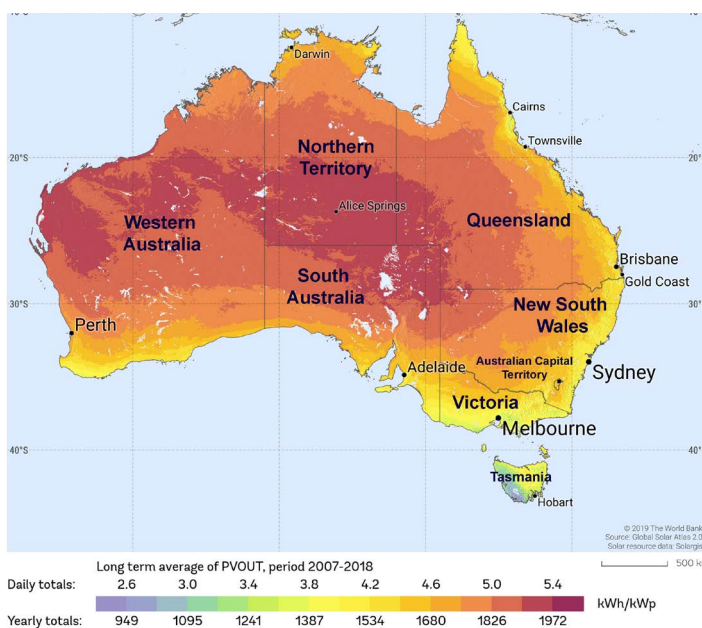 40°S
Darwin
Cairns
Townsville
20°S
20°S
Northern
Territory
Alice Springs
Western
Australia
Queensland
South
Australia
Brisbane
Gold Coast
30°S
30°S
New South
Wales
Perth
Australian Capital
Territory
Adelaide
Sydney
Victoria
Melbourne
40°S
Tasmania
Hobart
© 2019 The World Bank
Source: Global Solar Atlas 2.0
Solar resource data: Solargis
500 k
Long term average of PVOUT, period 2007-2018
Daily totals: 2.6 3.0 3.4 3.8 4.2 4.6 5.0 5.4
kWh/kWp
Yearly totals: 949 1095 1241 1387 1534 1680 1826 1972